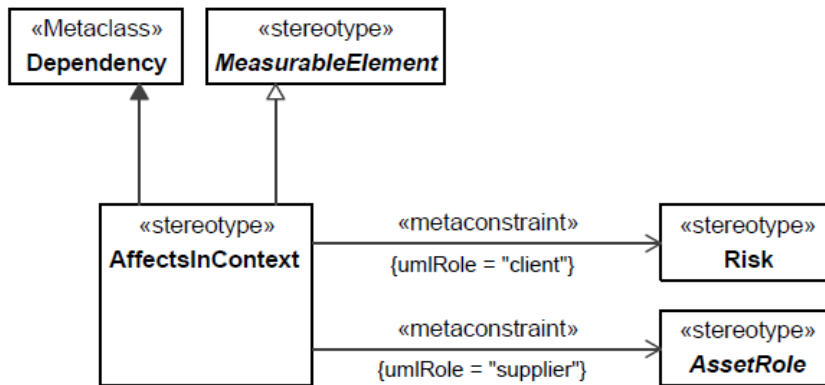 «Metaclass»
Dependency
«stereotype»
MeasurableElement
«stereotype»
AffectsInContext
«metaconstraint»
{umlRole = "client"}
«stereotype»
Risk
«metaconstraint»
{umlRole = "supplier"}
«stereotype»
AssetRole